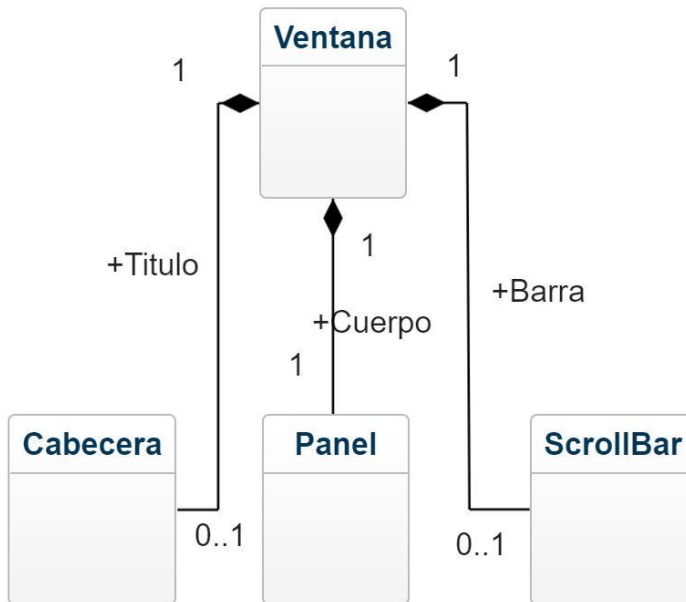 Ventana
1
1
+Titulo
1
+Barra
+Cuerpo
1
Cabecera
Panel
ScrollBar
0..1
0..1